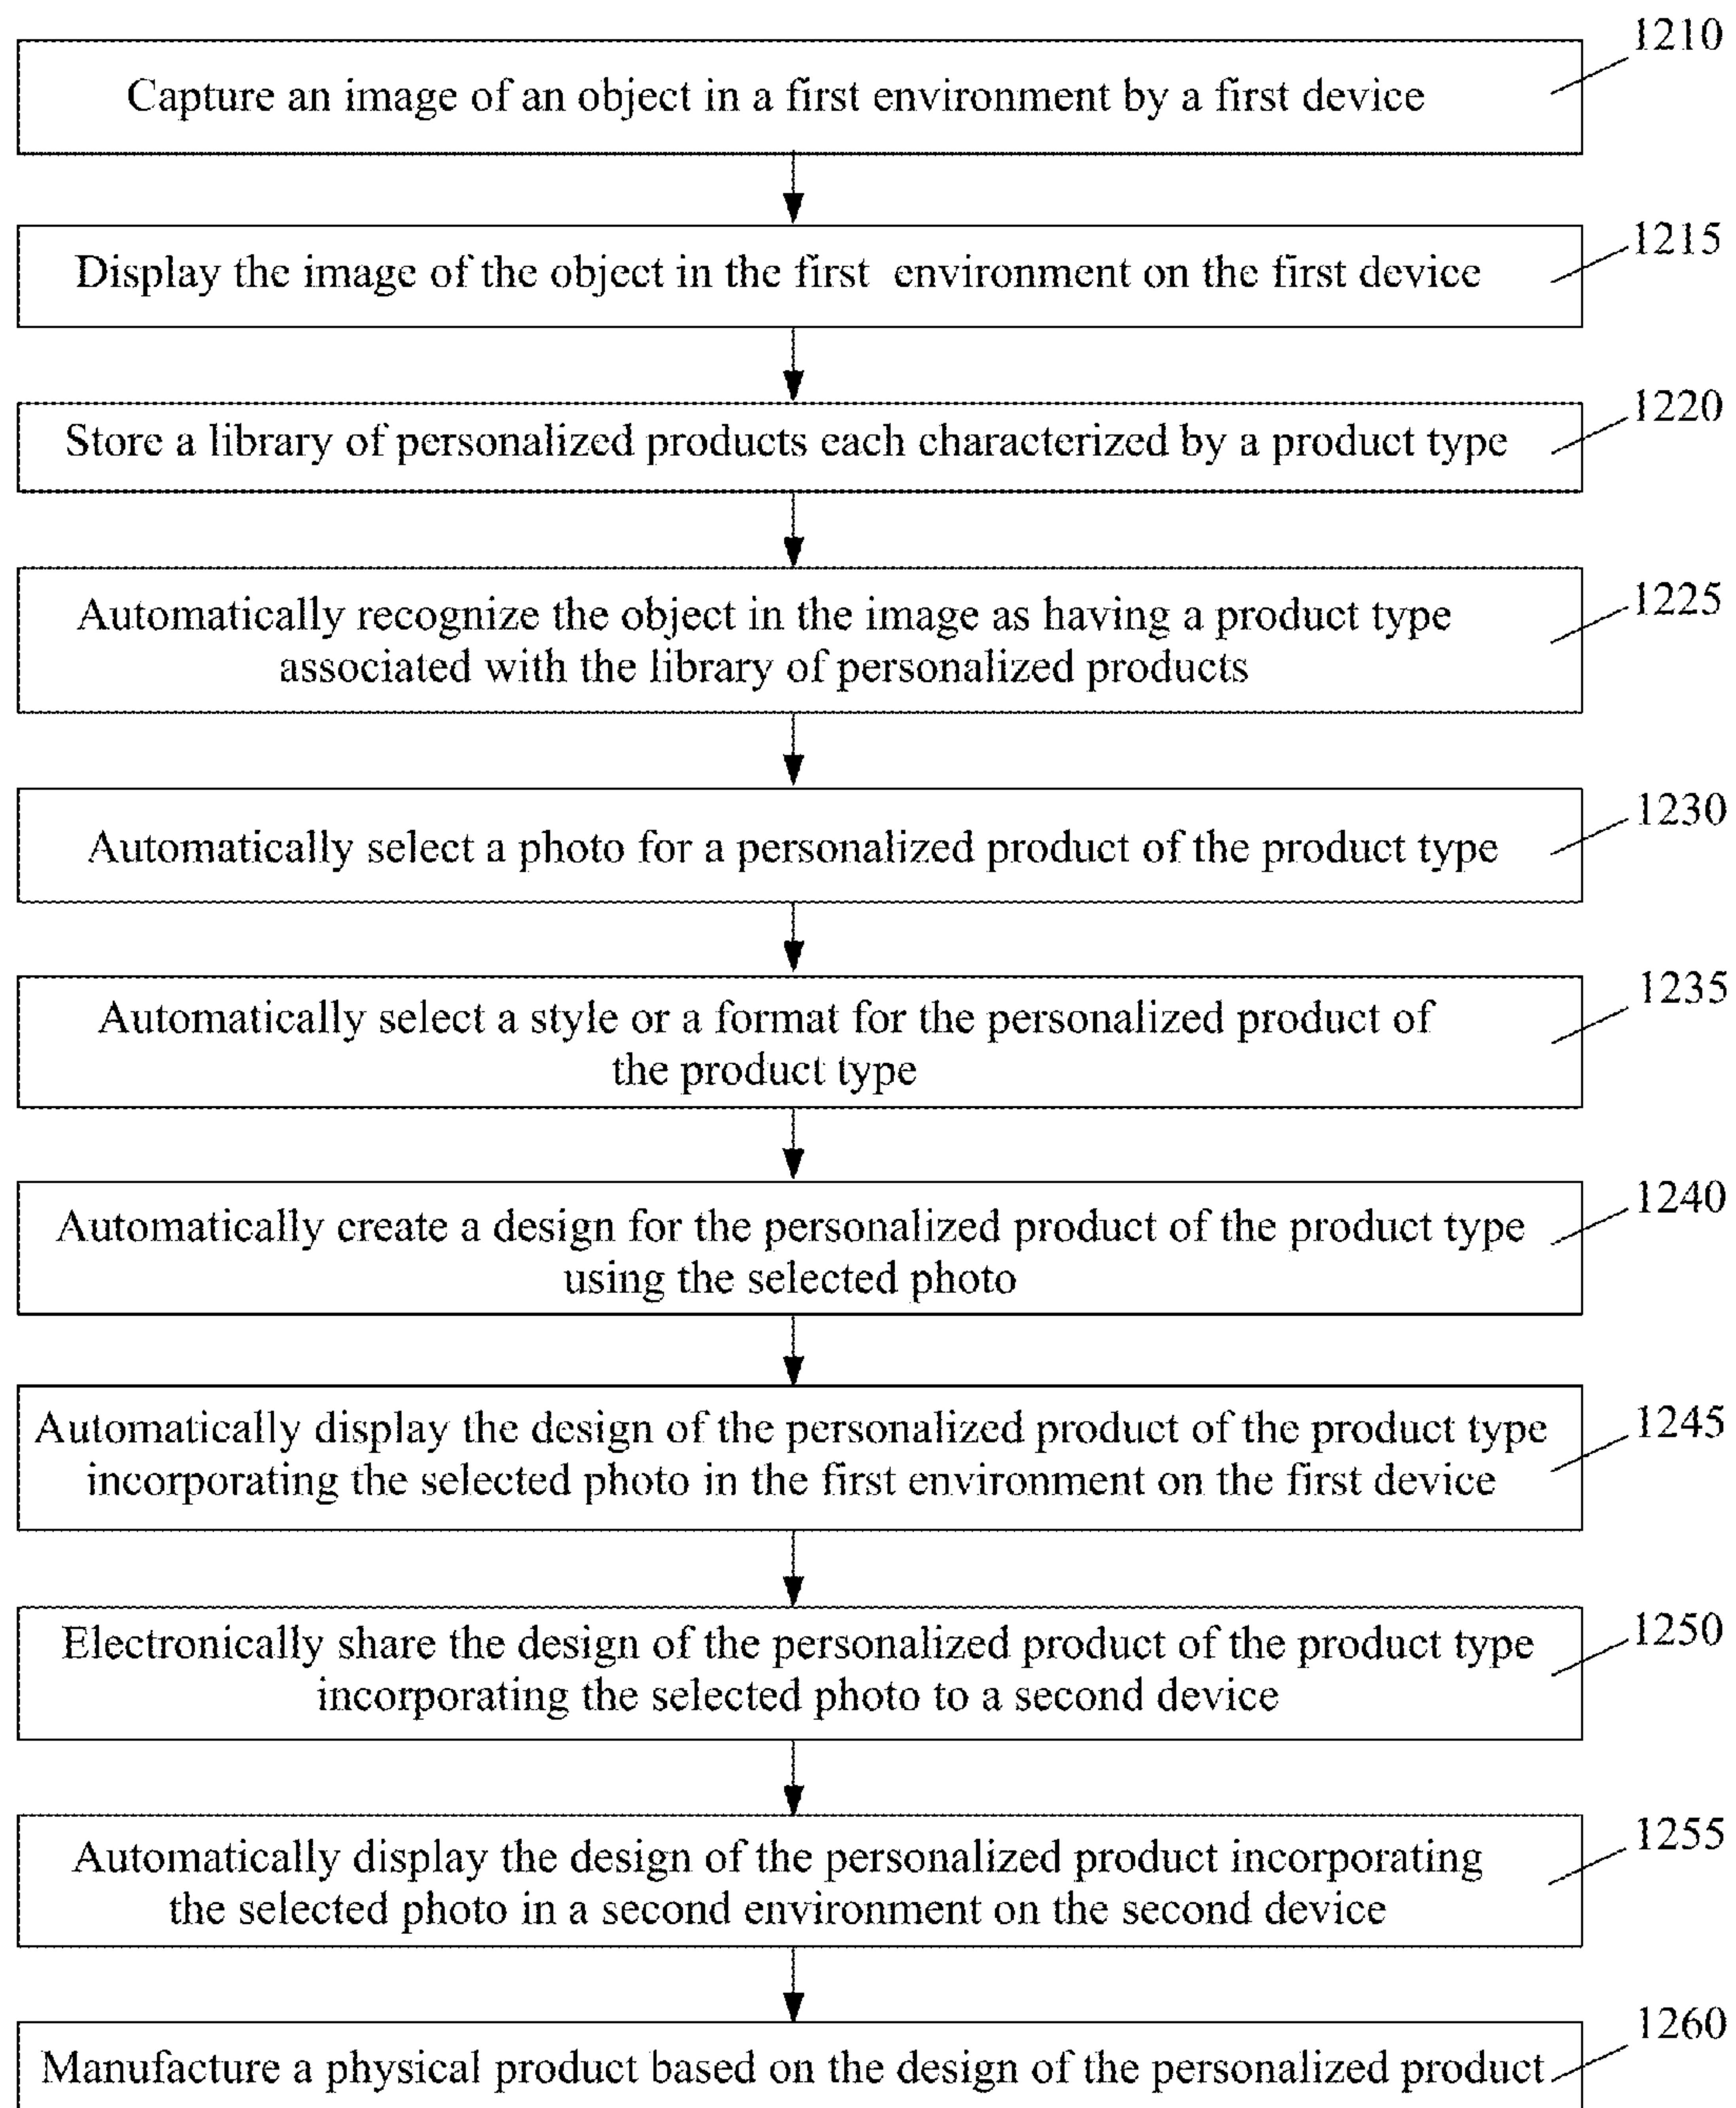 1210
Capture an image of an object in a first environment by a first device
1215
Display the image of the object in the first environment on the first device
1220
Store a library of personalized products each characterized by a product type
1225
Automatically recognize the object in the image as having a product type
associated with the library of personalized products
1230
Automatically select a photo for a personalized product of the product type
1235
Automatically select a style or a format for the personalized product of
the product type
1240
Automatically create a design for the personalized product of the product type
using the selected photo
1245
Automatically display the design of the personalized product of the product type
incorporating the selected photo in the first environment on the first device
1250
Electronically share the design of the personalized product of the product type
incorporating the selected photo to a second device
1255
Automatically display the design of the personalized product incorporating
the selected photo in a second environment on the second device
1260
Manufacture a physical product based on the design of the personalized product